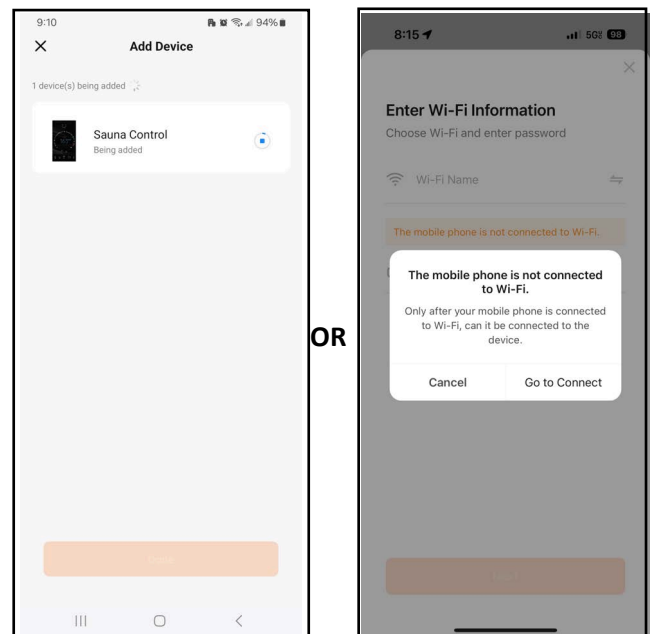 9:10
94%
Add Device
1 device(s) being added
Sauna Control
Being added
OR
8:15
5G
98
Enter Wi-Fi Information
Choose Wi-Fi and enter password
Wi-Fi Name
The mobile phone is not connected to Wi-Fi.
The mobile phone is not connected
to Wi-Fi.
Only after your mobile phone is connected
to Wi-Fi, can it be connected to the
device.
Cancel
Go to Connect